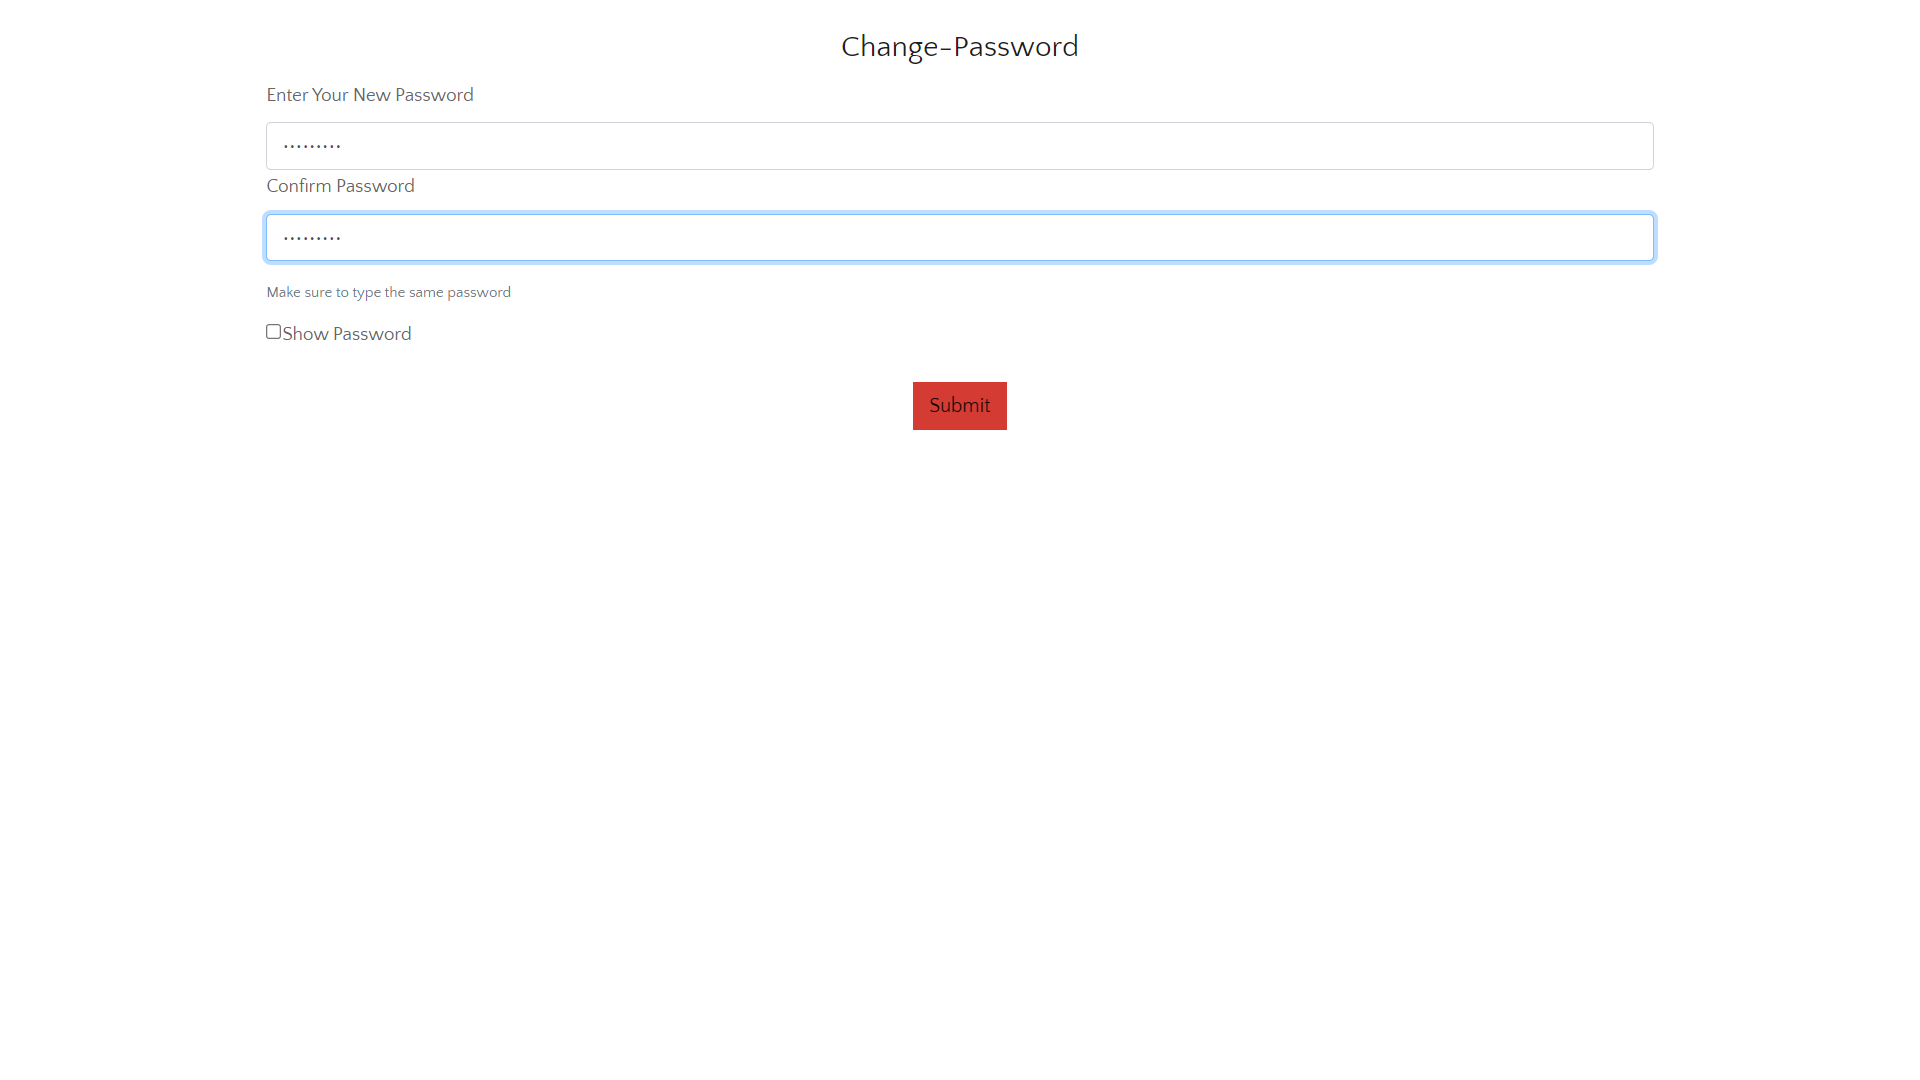 Change-Password
Enter Your New Password
•••••••••
Confirm Password
•••••••••
Make sure to type the same password
Show Password
Submit